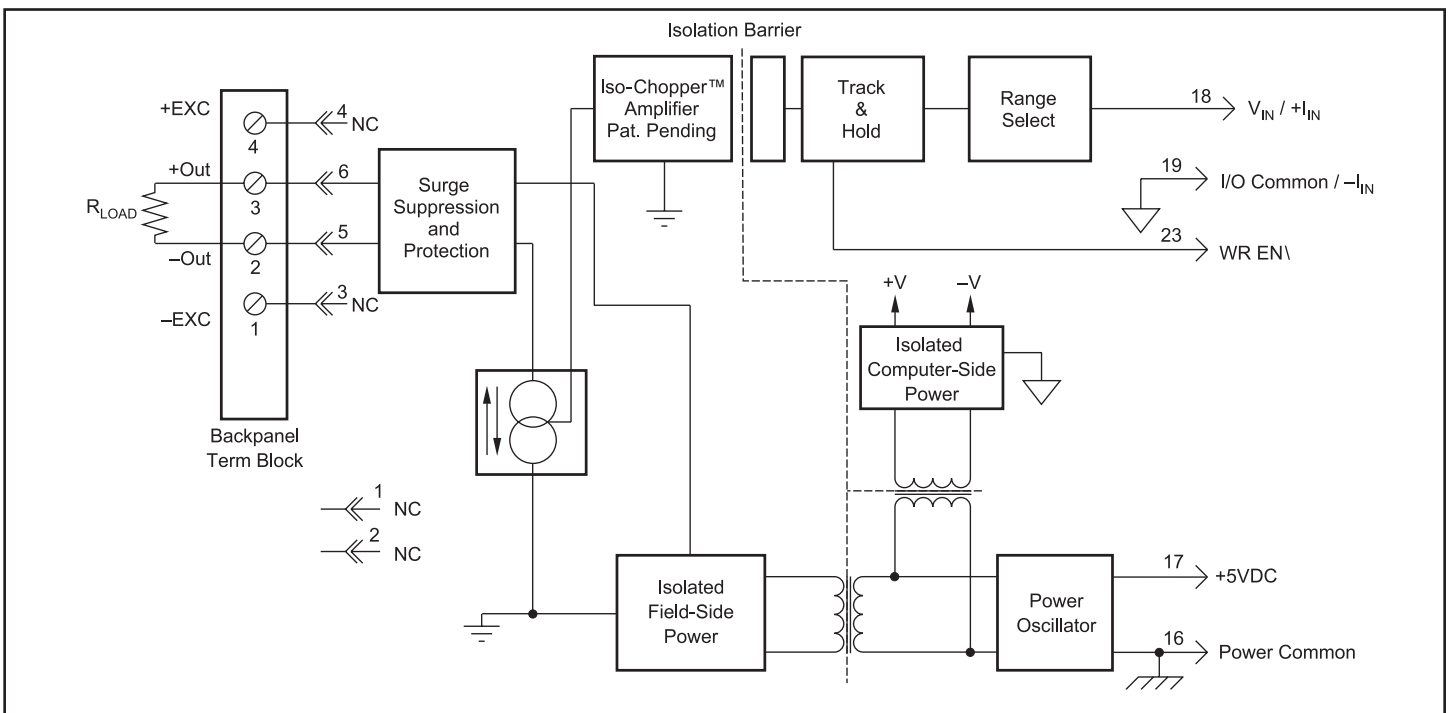 Isolation Barrier
Iso-Chopper™
Amplifier
Pat. Pending
Track
&
Hold
Range
Select
18
V_IN / +I_IN
19
I/O Common / –I_IN
23
WR EN\
+EXC
4
4
NC
+Out
3
6
R_LOAD
–Out
2
5
–EXC
1
3
NC
Surge
Suppression
and
Protection
Backpanel
Term Block
1
NC
2
NC
+V
–V
Isolated
Computer-Side
Power
Isolated
Field-Side
Power
Power
Oscillator
17
+5VDC
16
Power Common